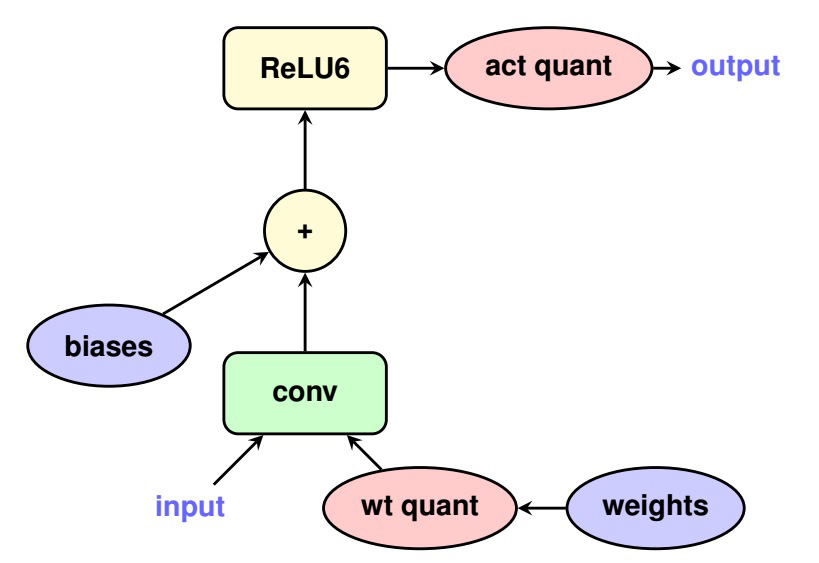 ReLU6
act quant
output
+
biases
conv
input
wt quant
weights